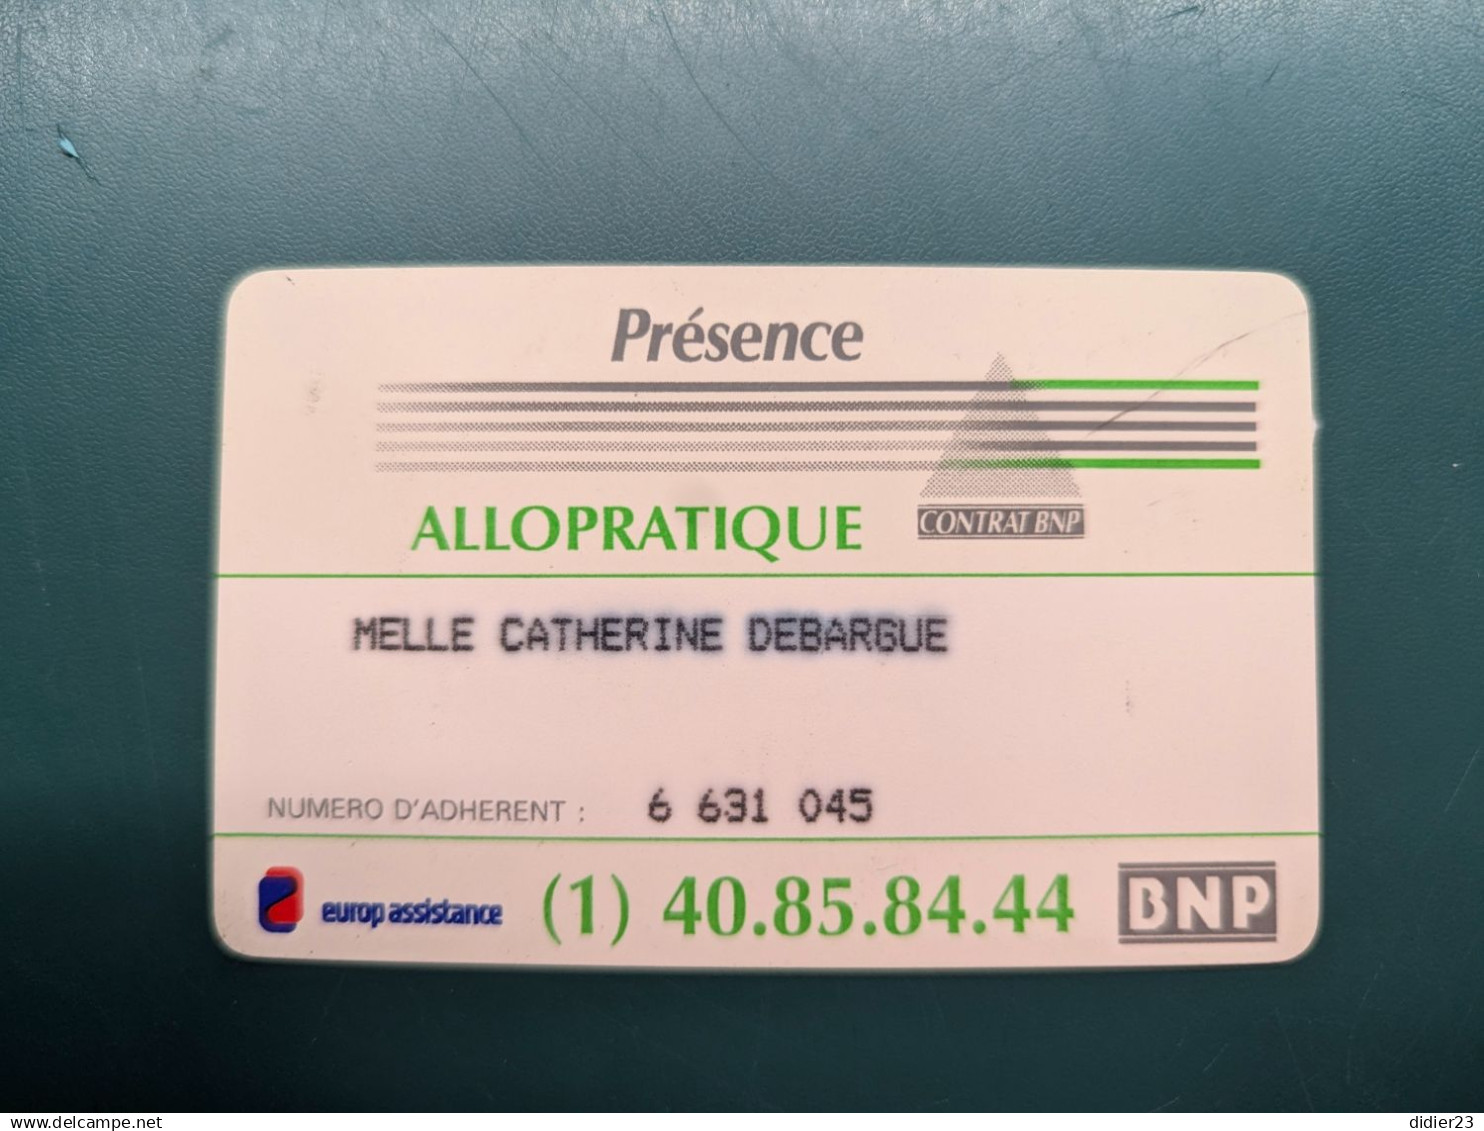 Présence
ALLOPRATIQUE
CONTRAT BNP
MELLE CATHERINE DEBARGUE
NUMERO D'ADHERENT : 6 631 045
europ assistance (1) 40.85.84.44 BNP
www.delcampe.net didier23